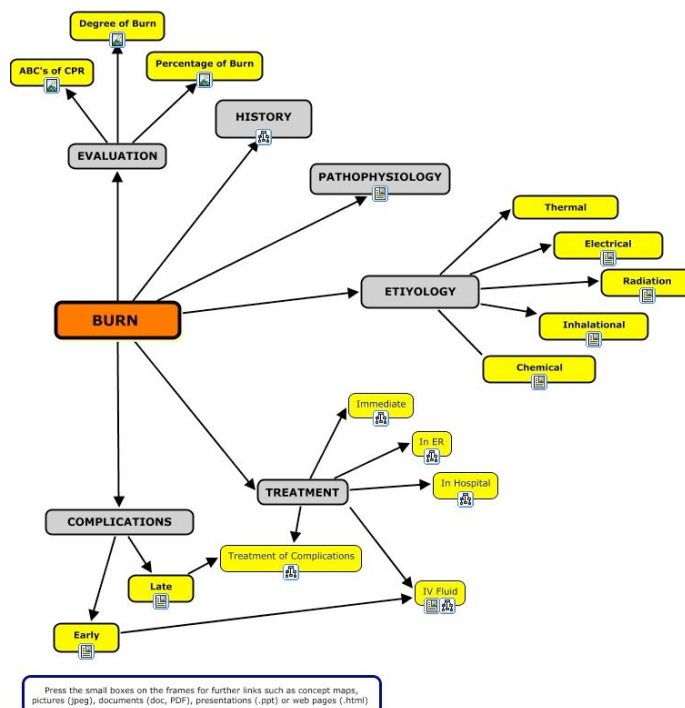 Degree of Burn
ABC's of CPR
Percentage of Burn
HISTORY
EVALUATION
PATHOPHYSIOLOGY
Thermal
Electrical
Radiation
ETIYOLOGY
BURN
Inhalational
Chemical
Immediate
In ER
In Hospital
TREATMENT
COMPLICATIONS
Treatment of Complications
Late
IV Fluid
Early
Press the small boxes on the frames for further links such as concept maps,
pictures (jpeg), documents (doc, PDF), presentations (.ppt) or web pages (.html)